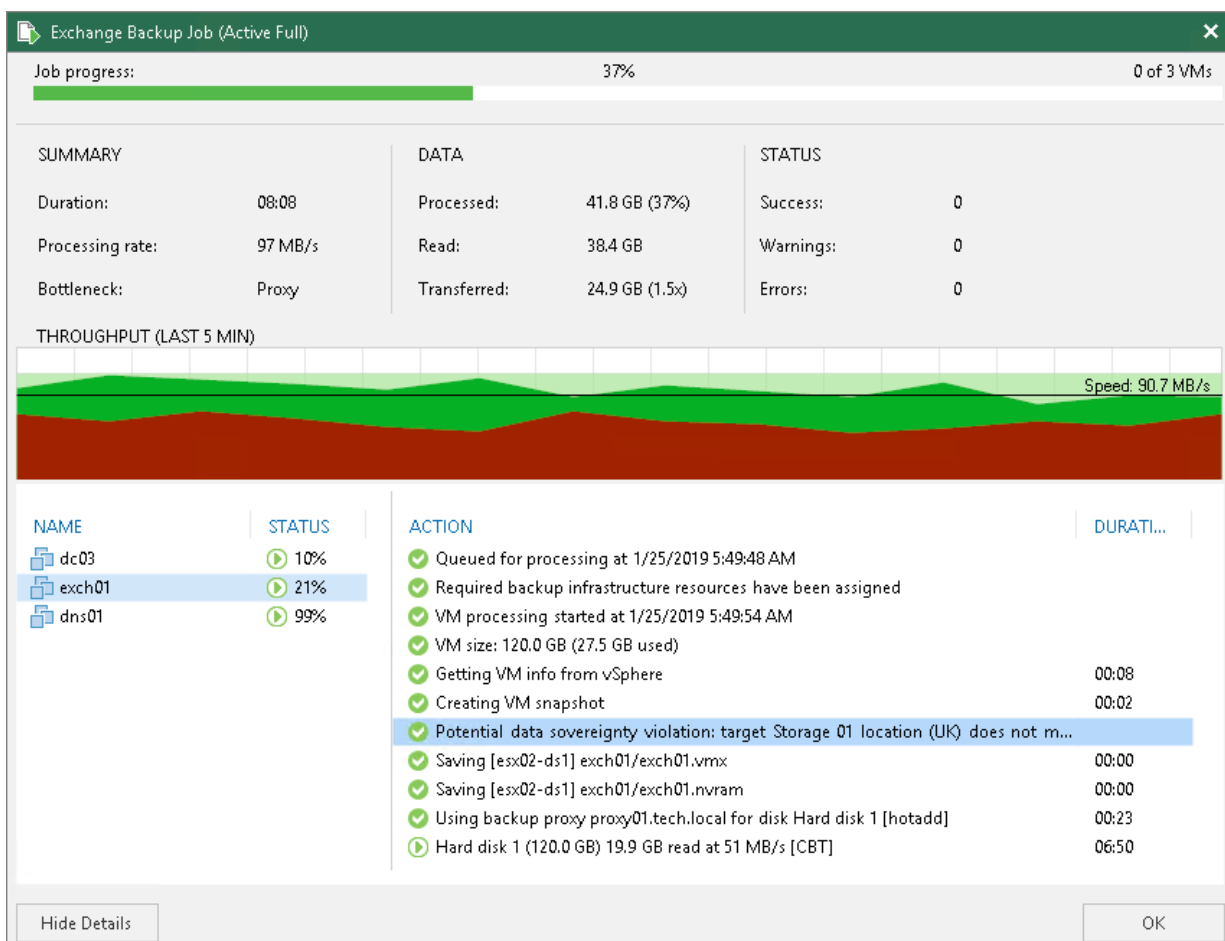 Exchange Backup Job (Active Full)
Job progress: 37% 0 of 3 VMs
SUMMARY DATA STATUS
Duration: 08:08 Processed: 41.8 GB (37%) Success: 0
Processing rate: 97 MB/s Read: 38.4 GB Warnings: 0
Bottleneck: Proxy Transferred: 24.9 GB (1.5x) Errors: 0
THROUGHPUT (LAST 5 MIN)
Speed: 90.7 MB/s
NAME STATUS ACTION DURATI...
dc03 10% Queued for processing at 1/25/2019 5:49:48 AM
exch01 21% Required backup infrastructure resources have been assigned
dns01 99% VM processing started at 1/25/2019 5:49:54 AM
VM size: 120.0 GB (27.5 GB used)
Getting VM info from vSphere 00:08
Creating VM snapshot 00:02
Potential data sovereignty violation: target Storage 01 location (UK) does not m...
Saving [esx02-ds1] exch01/exch01.vmx 00:00
Saving [esx02-ds1] exch01/exch01.nvram 00:00
Using backup proxy proxy01.tech.local for disk Hard disk 1 [hotadd] 00:23
Hard disk 1 (120.0 GB) 19.9 GB read at 51 MB/s [CBT] 06:50
Hide Details OK